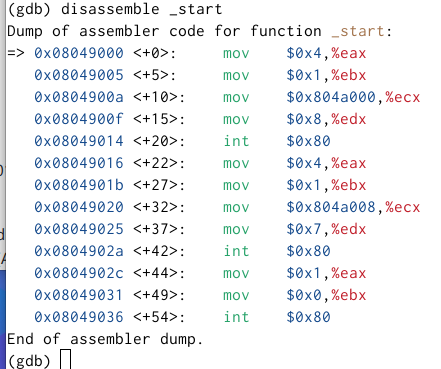 (gdb) disassemble _start
Dump of assembler code for function _start:
=> 0x08049000 <+0>:     mov    $0x4,%eax
   0x08049005 <+5>:     mov    $0x1,%ebx
   0x0804900a <+10>:    mov    $0x804a000,%ecx
   0x0804900f <+15>:    mov    $0x8,%edx
   0x08049014 <+20>:    int    $0x80
   0x08049016 <+22>:    mov    $0x4,%eax
   0x0804901b <+27>:    mov    $0x1,%ebx
   0x08049020 <+32>:    mov    $0x804a008,%ecx
   0x08049025 <+37>:    mov    $0x7,%edx
   0x0804902a <+42>:    int    $0x80
   0x0804902c <+44>:    mov    $0x1,%eax
   0x08049031 <+49>:    mov    $0x0,%ebx
   0x08049036 <+54>:    int    $0x80
End of assembler dump.
(gdb)